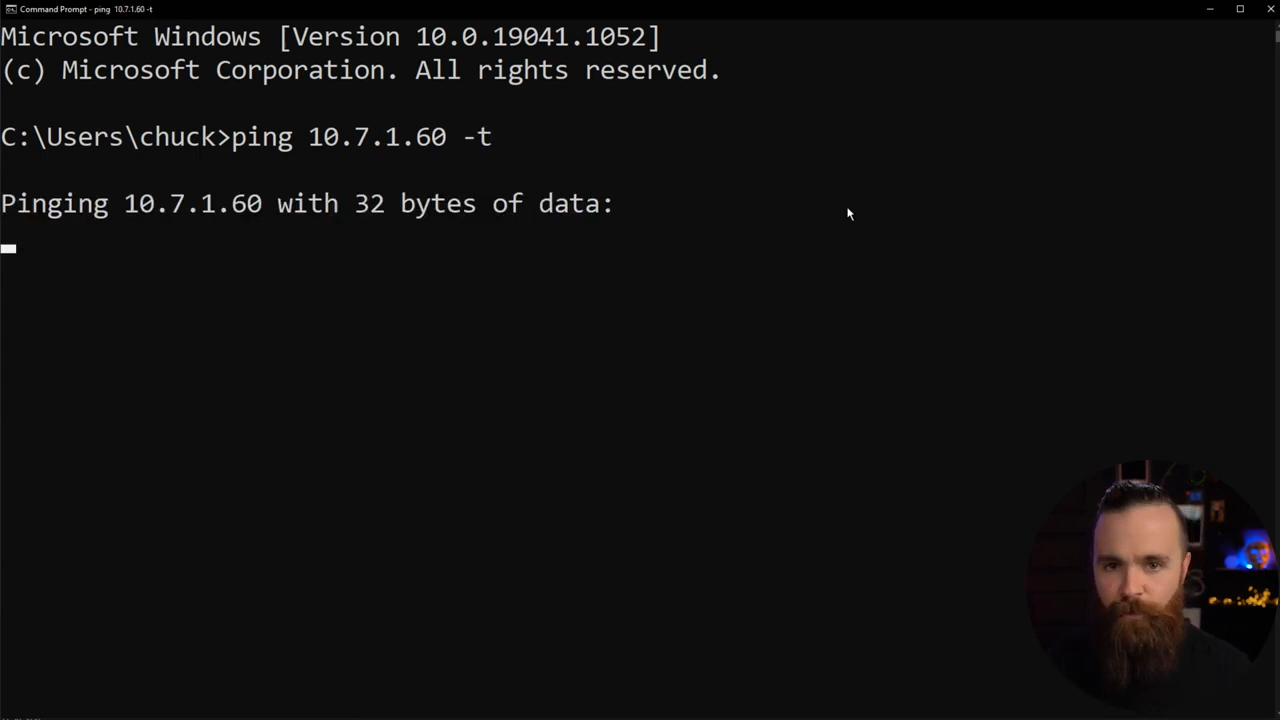 Command Prompt - ping 10.7.1.60 -t
Microsoft Windows [Version 10.0.19041.1052]
(c) Microsoft Corporation. All rights reserved.
C:\Users\chuck>ping 10.7.1.60 -t
Pinging 10.7.1.60 with 32 bytes of data: